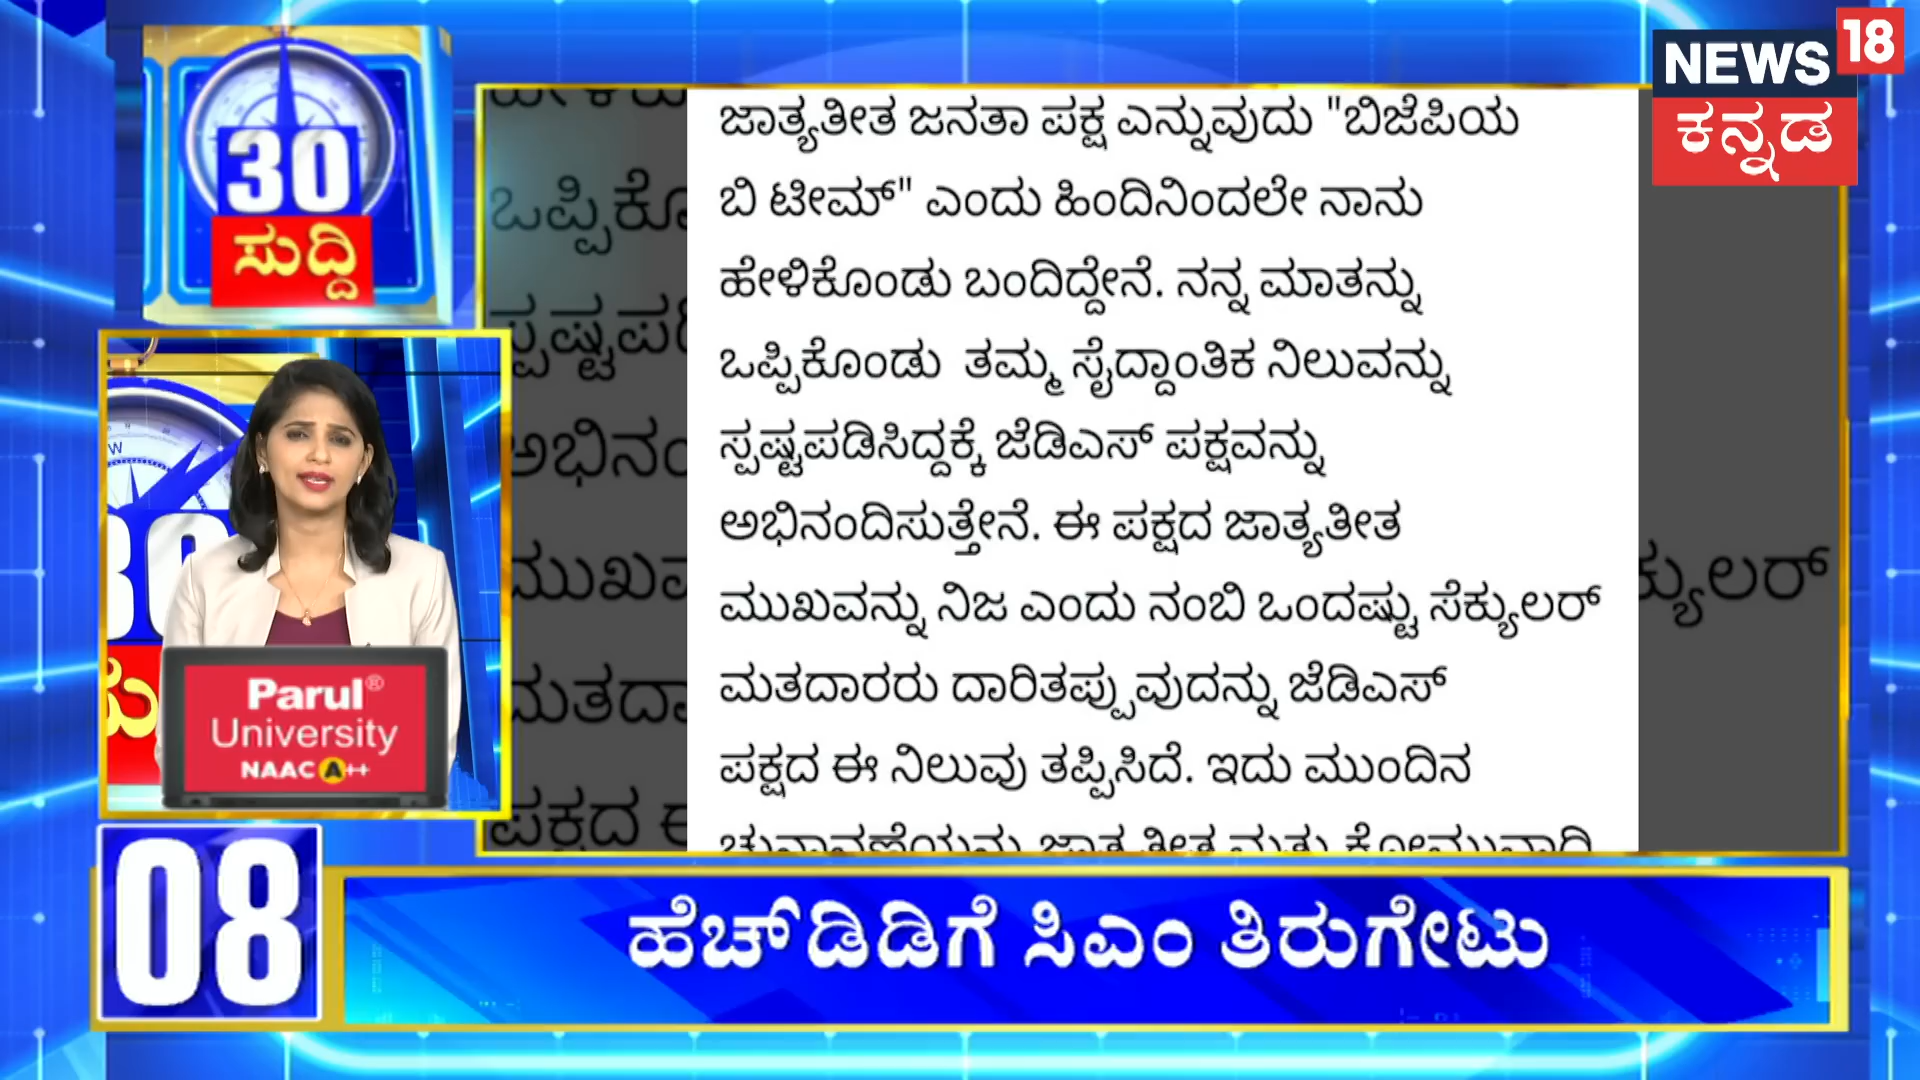 NEWS 18
ಕನ್ನಡ
30
ಸುದ್ದಿ
ಜಾತ್ಯತೀತ ಜನತಾ ಪಕ್ಷ ಎನ್ನುವುದು "ಬಿಜೆಪಿಯ
ಬಿ ಟೀಮ್" ಎಂದು ಹಿಂದಿನಿಂದಲೇ ನಾನು
ಹೇಳಿಕೊಂಡು ಬಂದಿದ್ದೇನೆ. ನನ್ನ ಮಾತನ್ನು
ಒಪ್ಪಿಕೊಂಡು ತಮ್ಮ ಸೈದ್ದಾಂತಿಕ ನಿಲುವನ್ನು
ಸ್ಪಷ್ಟಪಡಿಸಿದ್ದಕ್ಕೆ ಜೆಡಿಎಸ್ ಪಕ್ಷವನ್ನು
ಅಭಿನಂದಿಸುತ್ತೇನೆ. ಈ ಪಕ್ಷದ ಜಾತ್ಯತೀತ
ಮುಖವನ್ನು ನಿಜ ಎಂದು ನಂಬಿ ಒಂದಷ್ಟು ಸೆಕ್ಯುಲರ್
ಮತದಾರರು ದಾರಿತಪ್ಪುವುದನ್ನು ಜೆಡಿಎಸ್
ಪಕ್ಷದ ಈ ನಿಲುವು ತಪ್ಪಿಸಿದೆ. ಇದು ಮುಂದಿನ
Parul®
University
NAAC A++
08
ಹೆಚ್‌ಡಿಡಿಗೆ ಸಿಎಂ ತಿರುಗೇಟು